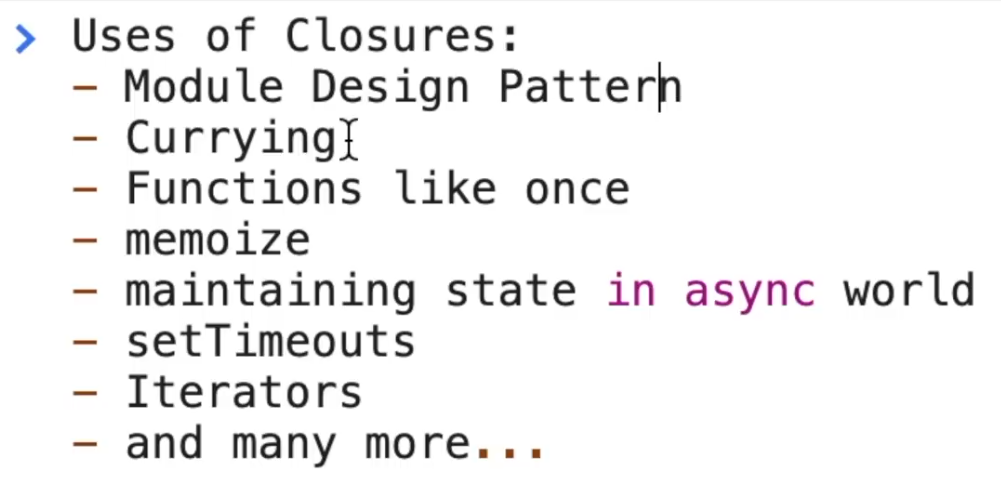 > Uses of Closures:
– Module Design Pattern
– Currying
– Functions like once
– memoize
– maintaining state in async world
– setTimeouts
– Iterators
– and many more...